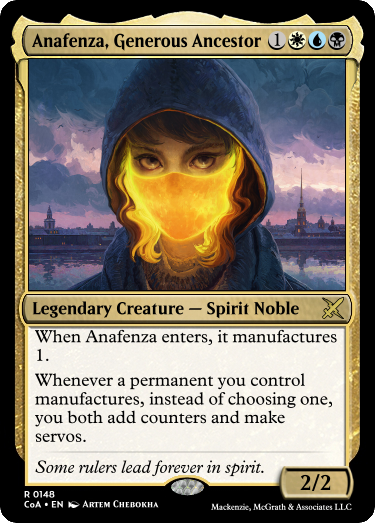 Anafenza, Generous Ancestor 1
Legendary Creature — Spirit Noble
When Anafenza enters, it manufactures
1.
Whenever a permanent you control
manufactures, instead of choosing one,
you both add counters and make
servos.
Some rulers lead forever in spirit.
2/2
R 0148
CoA • EN Artem Chebokha
Mackenzie, McGrath & Associates LLC